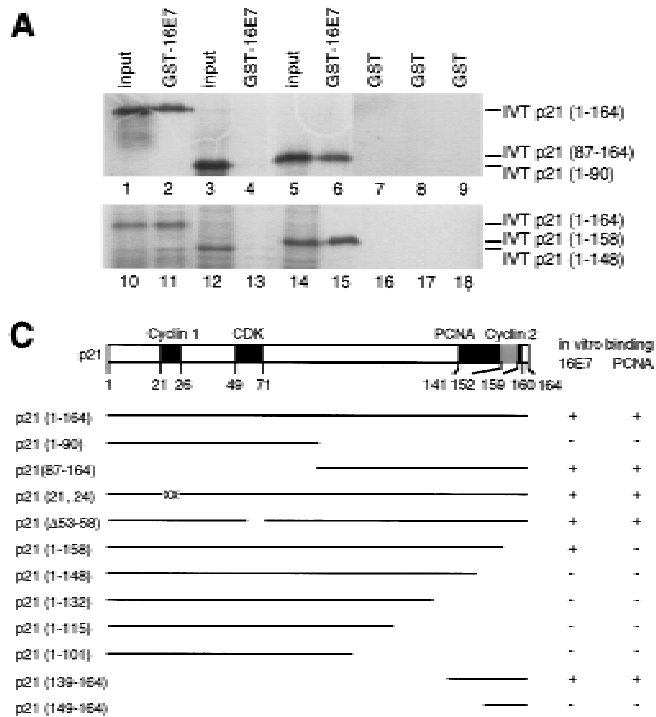 A
input GST-16E7 input GST-16E7 input GST-16E7 GST GST GST
IVT p21 (1-164)
IVT p21 (87-164)
IVT p21 (1-90)
1 2 3 4 5 6 7 8 9
IVT p21 (1-164)
IVT p21 (1-158)
IVT p21 (1-148)
10 11 12 13 14 15 16 17 18
C
Cyclin 1 CDK PCNA Cyclin 2 in vitro binding
p21 16E7 PCNA
1 21 26 49 71 141 152 159 160 164
p21 (1-164) + +
p21 (1-90) - -
p21(87-164) + +
p21 (21, 24) xx + +
p21 (Δ53-58) + +
p21 (1-158) + -
p21 (1-148) - -
p21 (1-132) - -
p21 (1-115) - -
p21 (1-101) - -
p21 (139-164) + +
p21 (149-164) - -